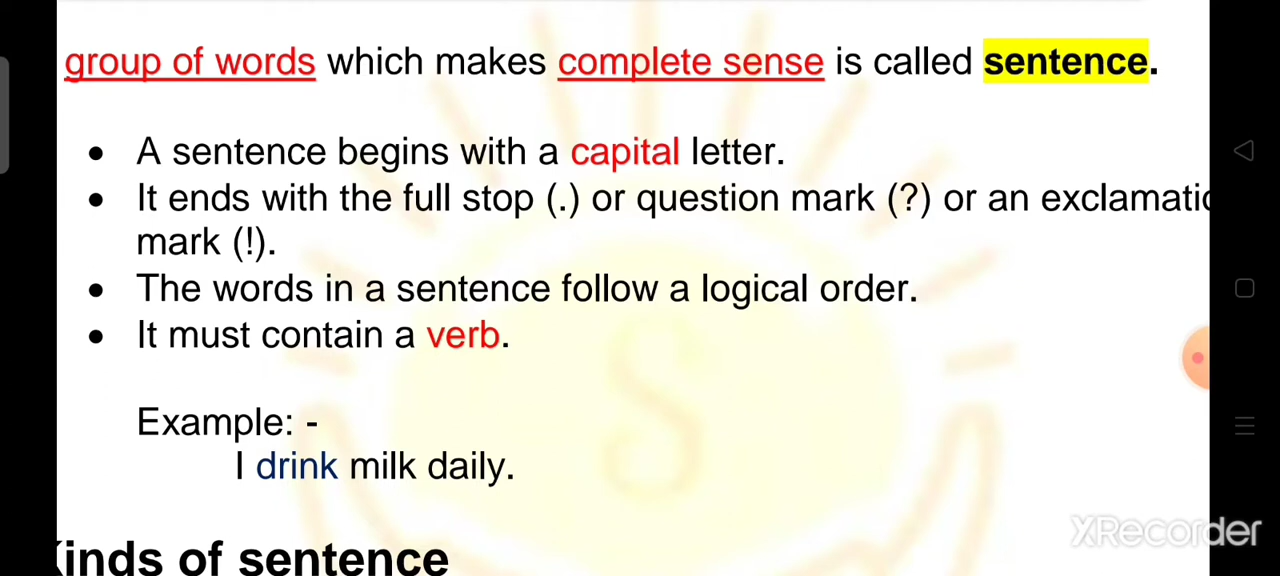 group of words which makes complete sense is called sentence.
• A sentence begins with a capital letter.
• It ends with the full stop (.) or question mark (?) or an exclamatio
mark (!).
• The words in a sentence follow a logical order.
• It must contain a verb.
Example: -
I drink milk daily.
Kinds of sentence
XRecorder